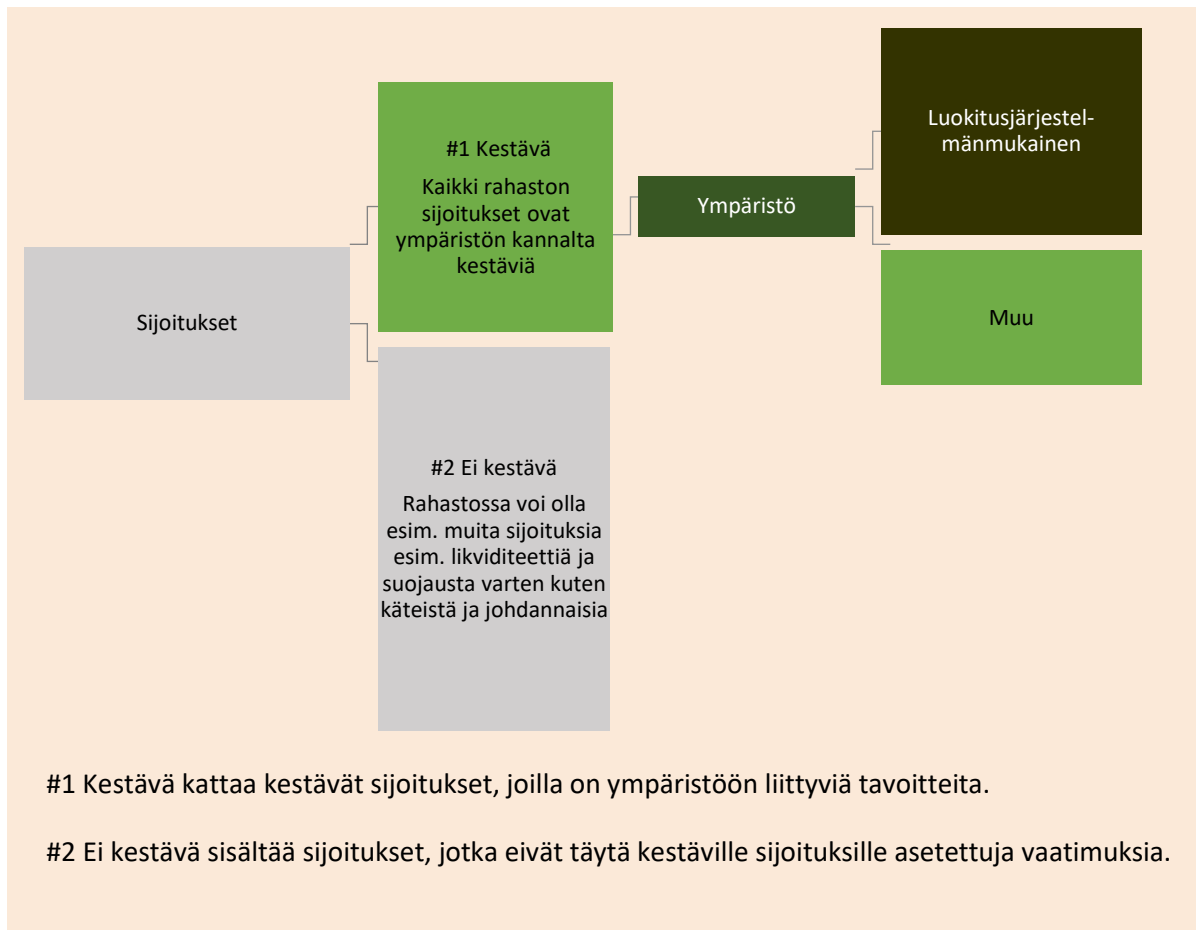 Sijoitukset
#1 Kestävä
Kaikki rahaston
sijoitukset ovat
ympäristön kannalta
kestäviä
#2 Ei kestävä
Rahastossa voi olla
esim. muita sijoituksia
esim. likviditeettiä ja
suojausta varten kuten
käteistä ja johdannaisia
Ympäristö
Luokitusjärjestel-
mänmukainen
Muu
#1 Kestävä kattaa kestävät sijoitukset, joilla on ympäristöön liittyviä tavoitteita.
#2 Ei kestävä sisältää sijoitukset, jotka eivät täytä kestäville sijoituksille asetettuja vaatimuksia.